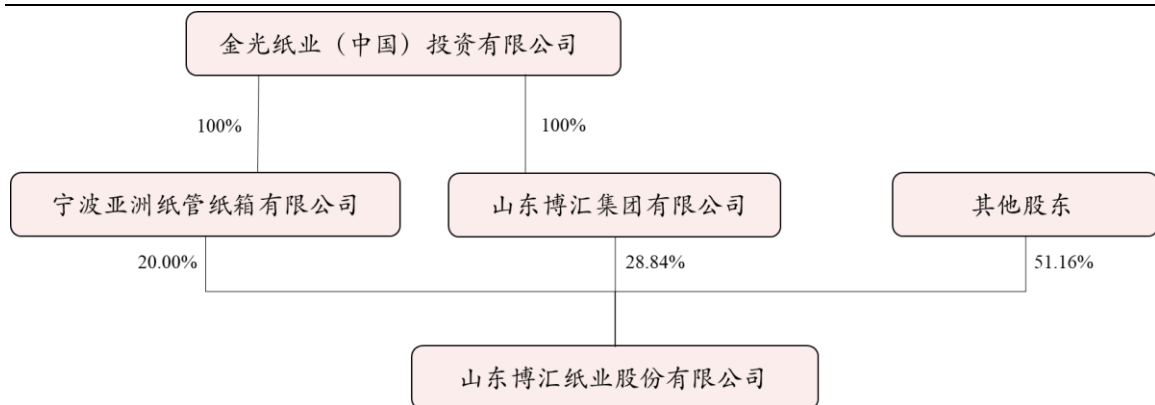 金光纸业（中国）投资有限公司
100%
100%
宁波亚洲纸管纸箱有限公司
山东博汇集团有限公司
其他股东
20.00%
28.84%
51.16%
山东博汇纸业股份有限公司